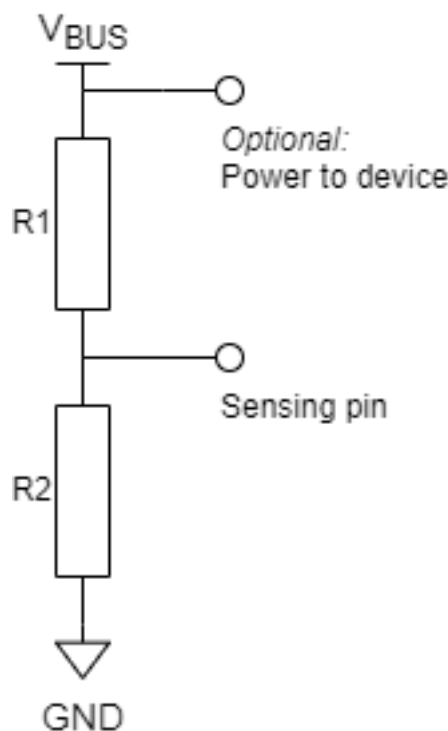 VBUS
Optional:
Power to device
R1
Sensing pin
R2
GND